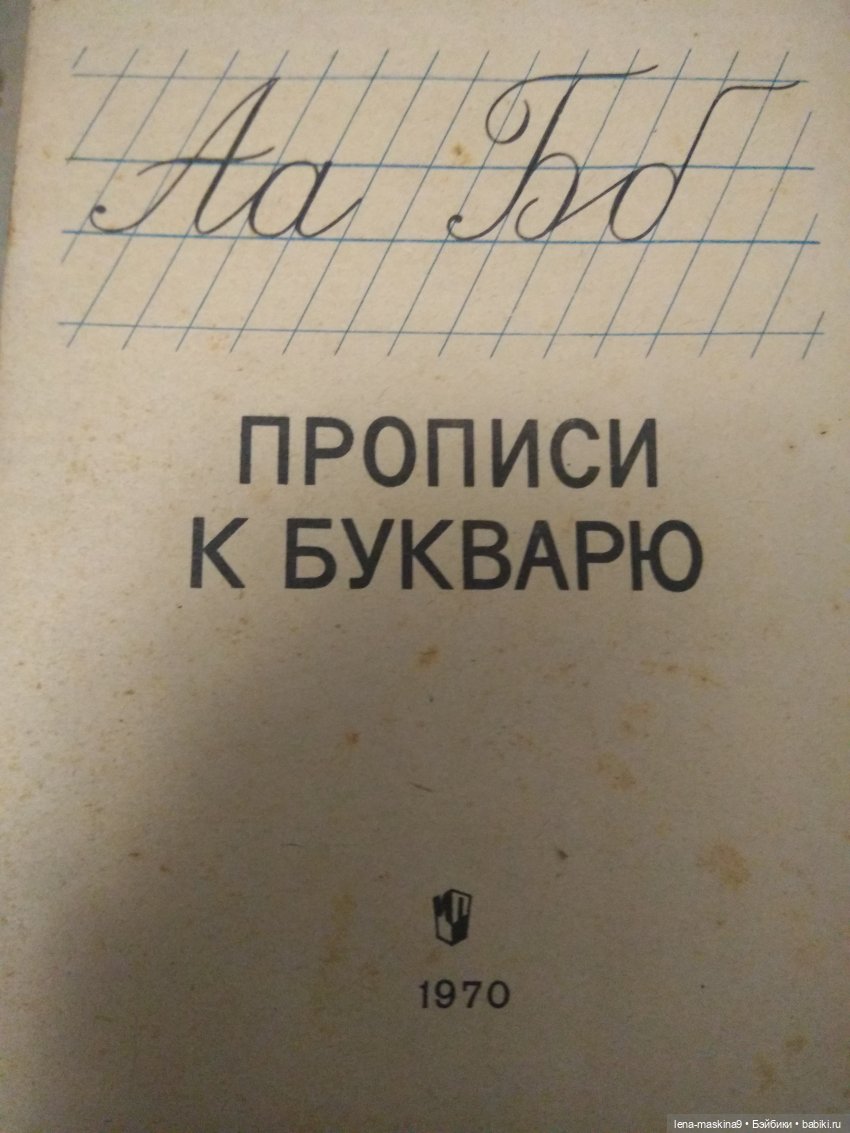 Аа Бб
ПРОПИСИ
К БУКВАРЮ
1970
lena-maskina9 • Бэйбики • babiki.ru